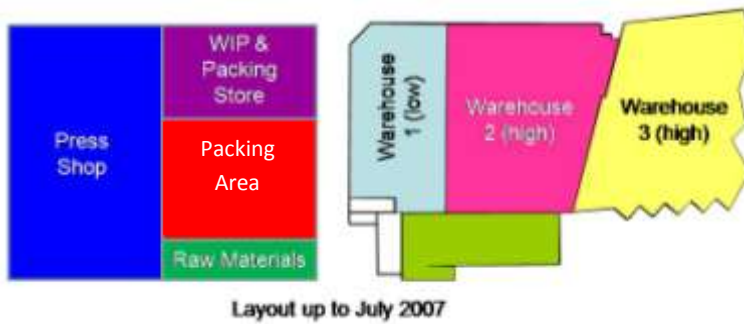 Press
Shop
WIP &
Packing
Store
Packing
Area
Raw Materials
Warehouse
1 (low)
Warehouse
2 (high)
Warehouse
3 (high)
Layout up to July 2007